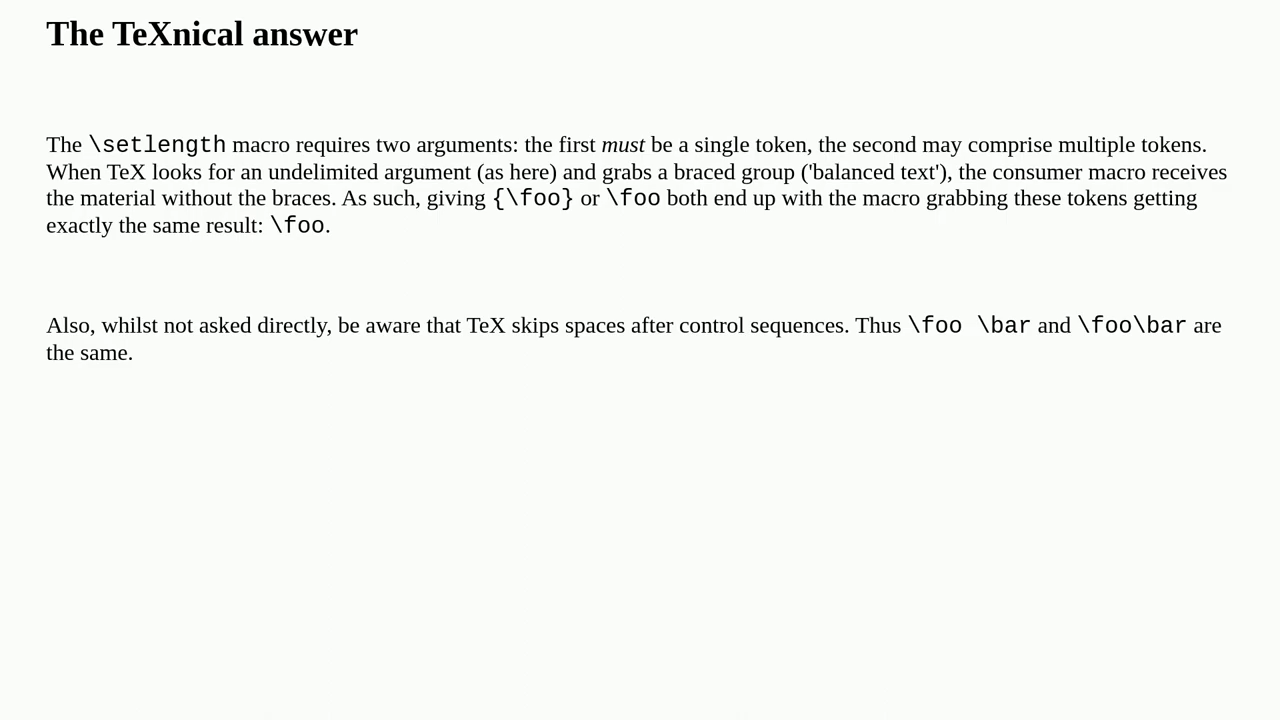 The TeXnical answer
The \setlength macro requires two arguments: the first must be a single token, the second may comprise multiple tokens.
When TeX looks for an undelimited argument (as here) and grabs a braced group ('balanced text'), the consumer macro receives
the material without the braces. As such, giving {\foo} or \foo both end up with the macro grabbing these tokens getting
exactly the same result: \foo.
Also, whilst not asked directly, be aware that TeX skips spaces after control sequences. Thus \foo \bar and \foo\bar are
the same.